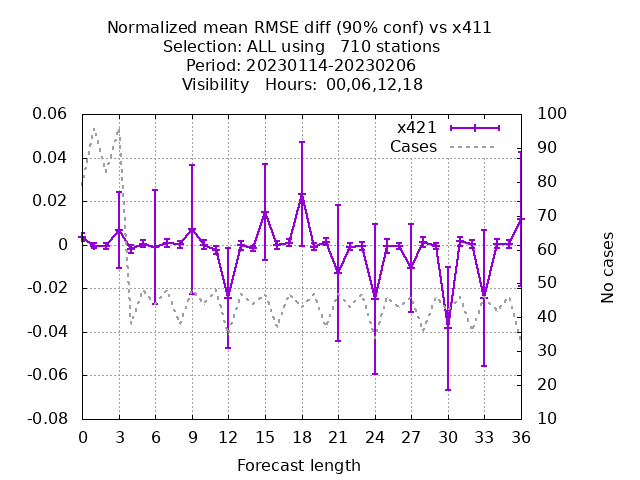 Normalized mean RMSE diff (90% conf) vs x411
Selection: ALL using   710 stations
Period: 20230114-20230206
Visibility   Hours: 00,06,12,18
x421
Cases
0.06
0.04
0.02
0
-0.02
-0.04
-0.06
-0.08
100
90
80
70
60
50
40
30
20
10
No cases
0 3 6 9 12 15 18 21 24 27 30 33 36
Forecast length